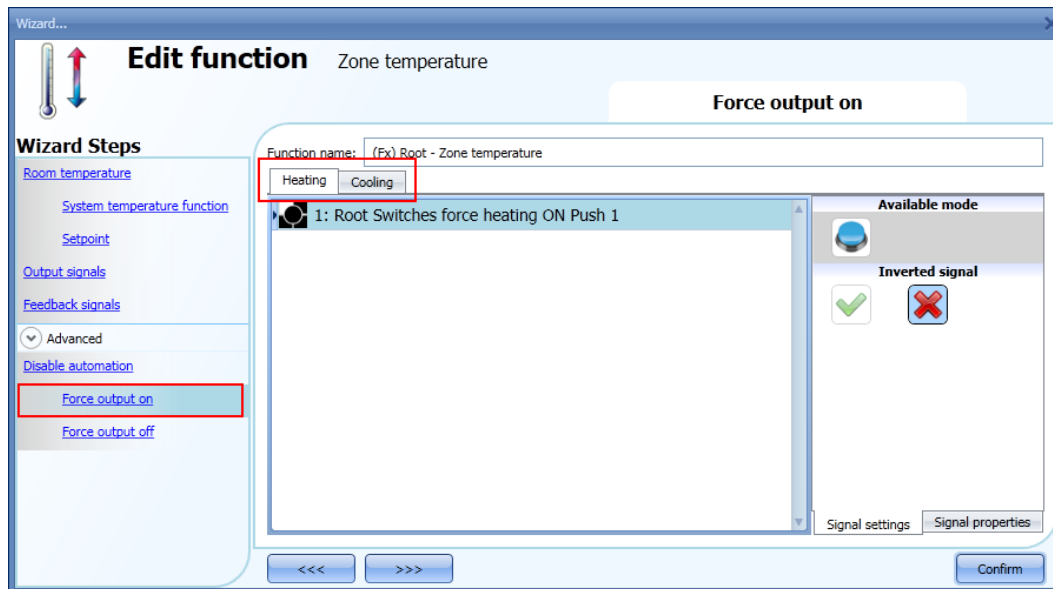 Wizard...
Edit function Zone temperature
Force output on
Wizard Steps
Room temperature
System temperature function
Setpoint
Output signals
Feedback signals
Advanced
Disable automation
Force output on
Force output off
Function name: (Fx) Root - Zone temperature
Heating Cooling
1: Root Switches force heating ON Push 1
Available mode
Inverted signal
Signal settings Signal properties
<<< >>> Confirm